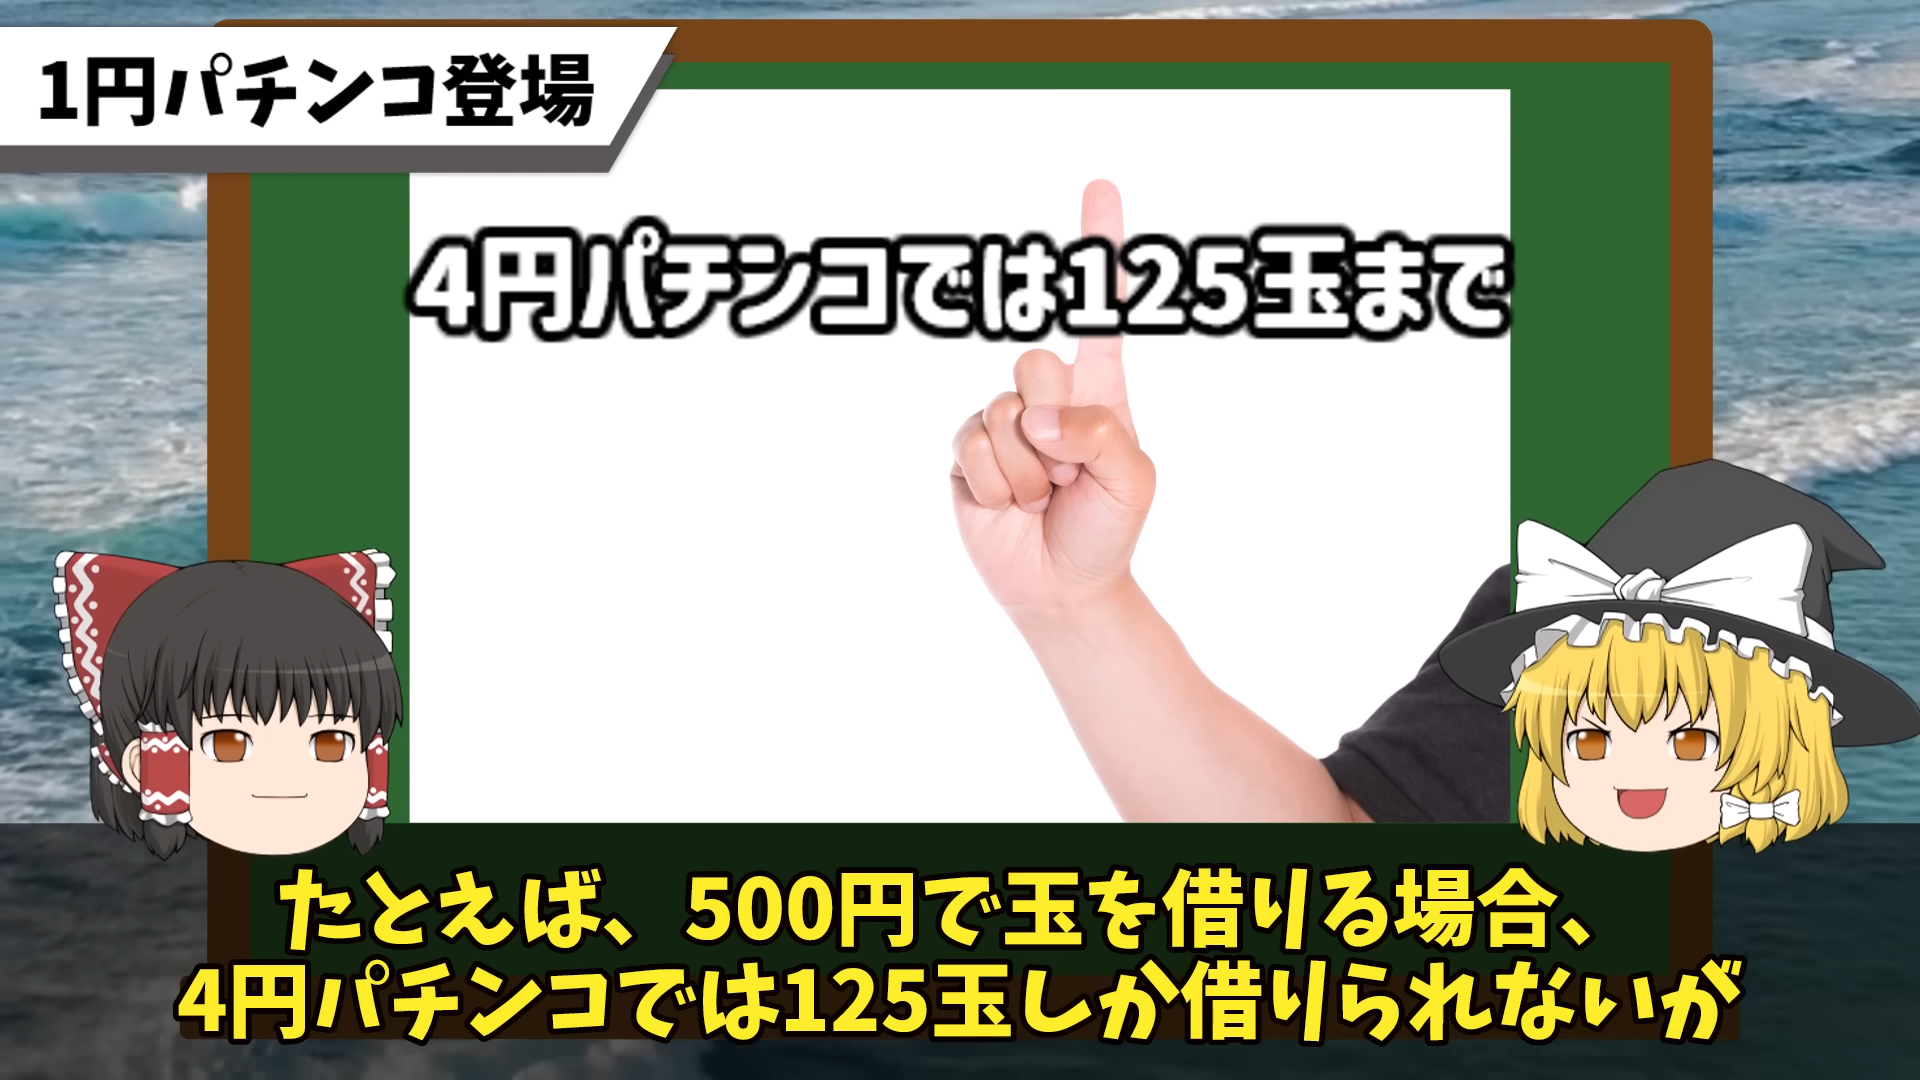 1円パチンコ登場
4円パチンコでは125玉まで
たとえば、500円で玉を借りる場合、
4円パチンコでは125玉しか借りられないが